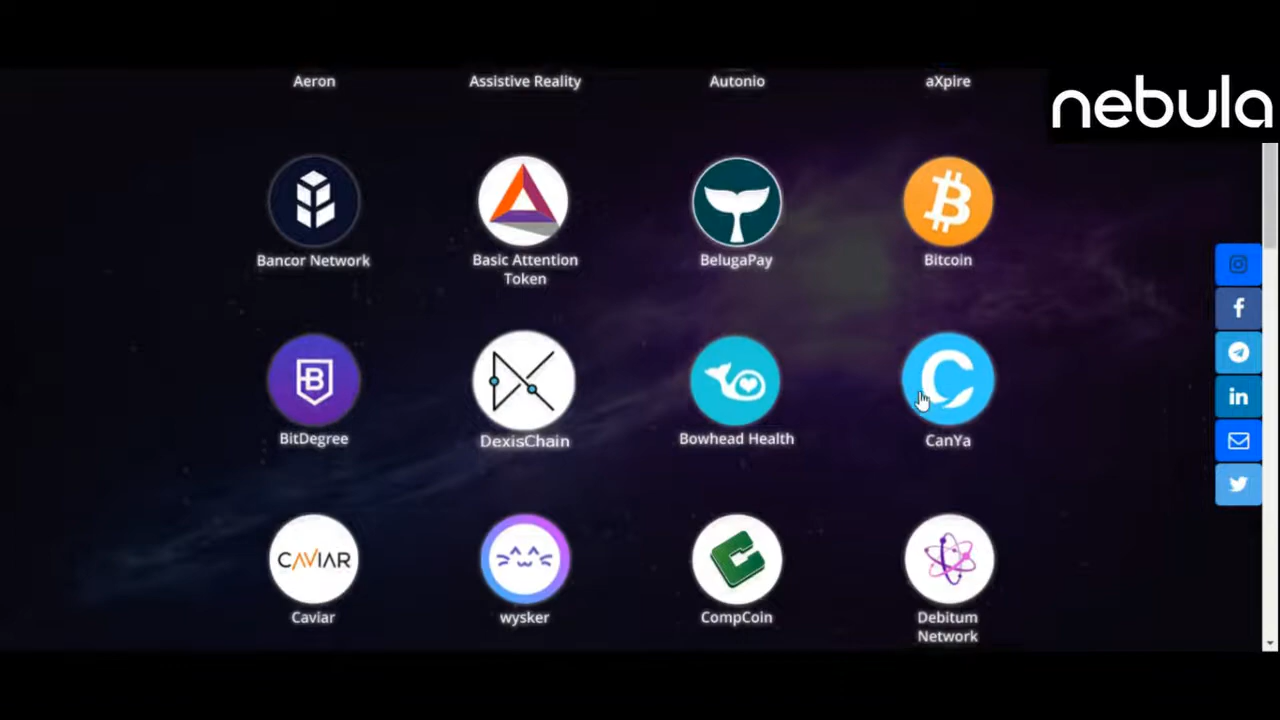 Aeron
Assistive Reality
Autonio
aXpire
nebula
Bancor Network
Basic Attention
Token
BelugaPay
Bitcoin
BitDegree
DexisChain
Bowhead Health
CanYa
CAVIAR
Caviar
wysker
CompCoin
Debitum
Network